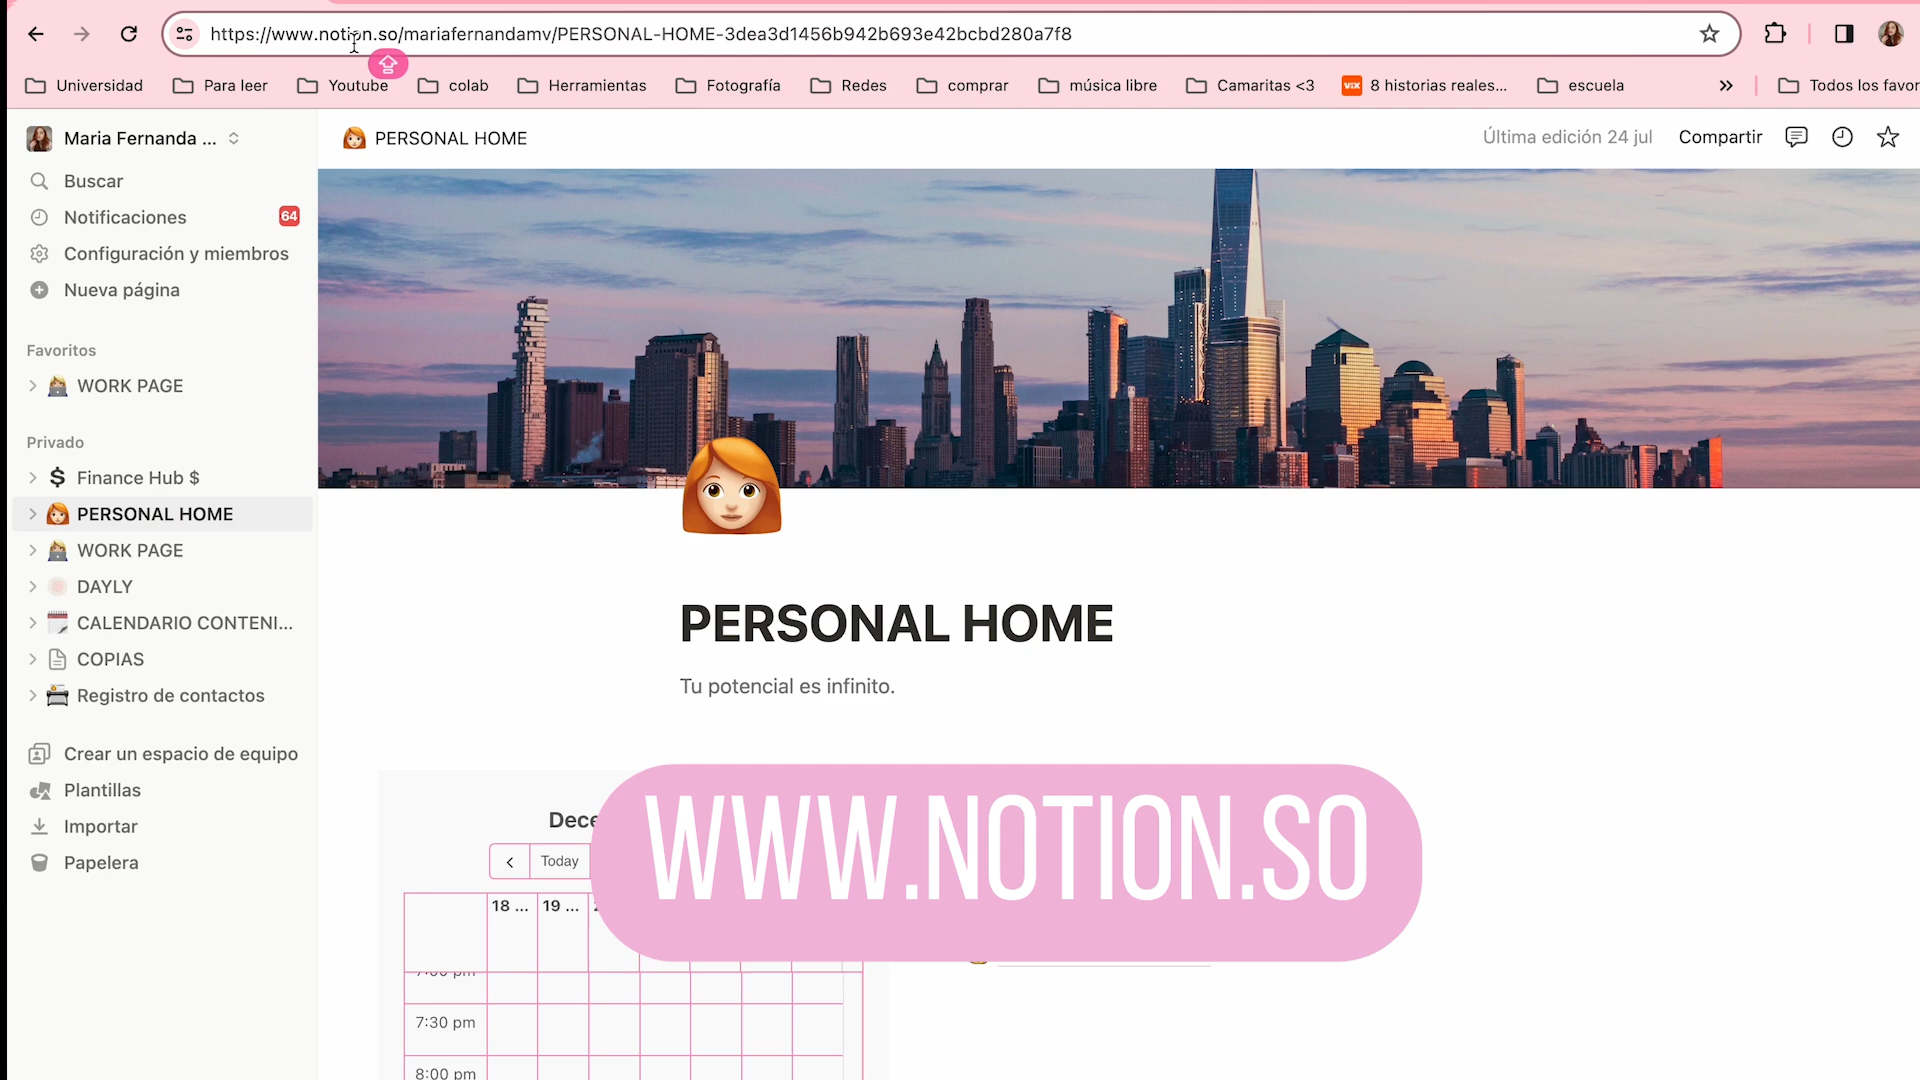 https://www.notion.so/mariafernandamv/PERSONAL-HOME-3dea3d1456b942b693e42bcbd280a7f8
Universidad
Para leer
Youtube
colab
Herramientas
Fotografía
Redes
comprar
música libre
Camaritas <3
ViX
8 historias reales...
escuela
Todos los favor
Maria Fernanda ...
PERSONAL HOME
Última edición 24 jul
Compartir
Buscar
Notificaciones
64
Configuración y miembros
Nueva página
Favoritos
WORK PAGE
Privado
Finance Hub $
PERSONAL HOME
WORK PAGE
DAYLY
CALENDARIO CONTENI...
COPIAS
Registro de contactos
Crear un espacio de equipo
Plantillas
Importar
Papelera
PERSONAL HOME
Tu potencial es infinito.
Dece
Today
18 ...
19 ...
7:30 pm
8:00 pm
WWW.NOTION.SO